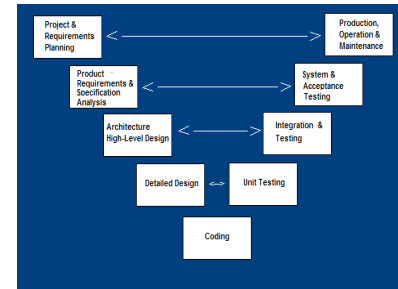 Project &
Requirements
Planning
Production,
Operation &
Maintenance
Product
Requirements &
Specification
Analysis
System &
Acceptance
Testing
Architecture
High-Level Design
Integration &
Testing
Detailed Design
Unit Testing
Coding